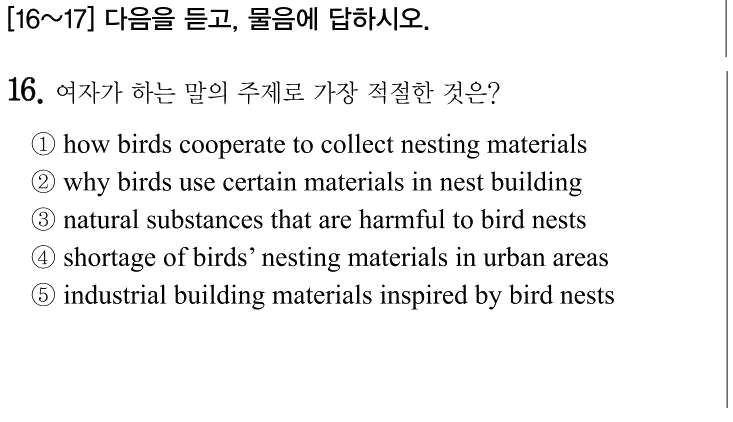 [16~17] 다음을 듣고, 물음에 답하시오.
16. 여자가 하는 말의 주제로 가장 적절한 것은?
① how birds cooperate to collect nesting materials
② why birds use certain materials in nest building
③ natural substances that are harmful to bird nests
④ shortage of birds’ nesting materials in urban areas
⑤ industrial building materials inspired by bird nests